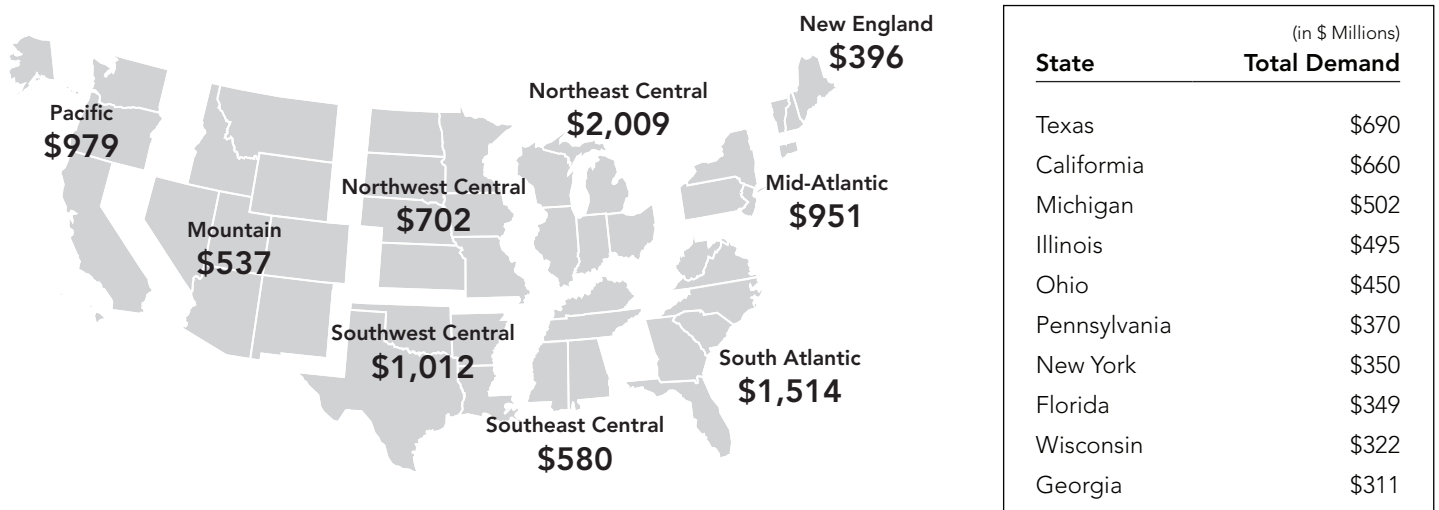 New England
$396
Northeast Central
$2,009
Pacific
$979
Northwest Central
$702
Mid-Atlantic
$951
Mountain
$537
Southwest Central
$1,012
South Atlantic
$1,514
Southeast Central
$580
(in $ Millions)
State Total Demand
Texas $690
Califormia $660
Michigan $502
Illinois $495
Ohio $450
Pennsylvania $370
New York $350
Florida $349
Wisconsin $322
Georgia $311